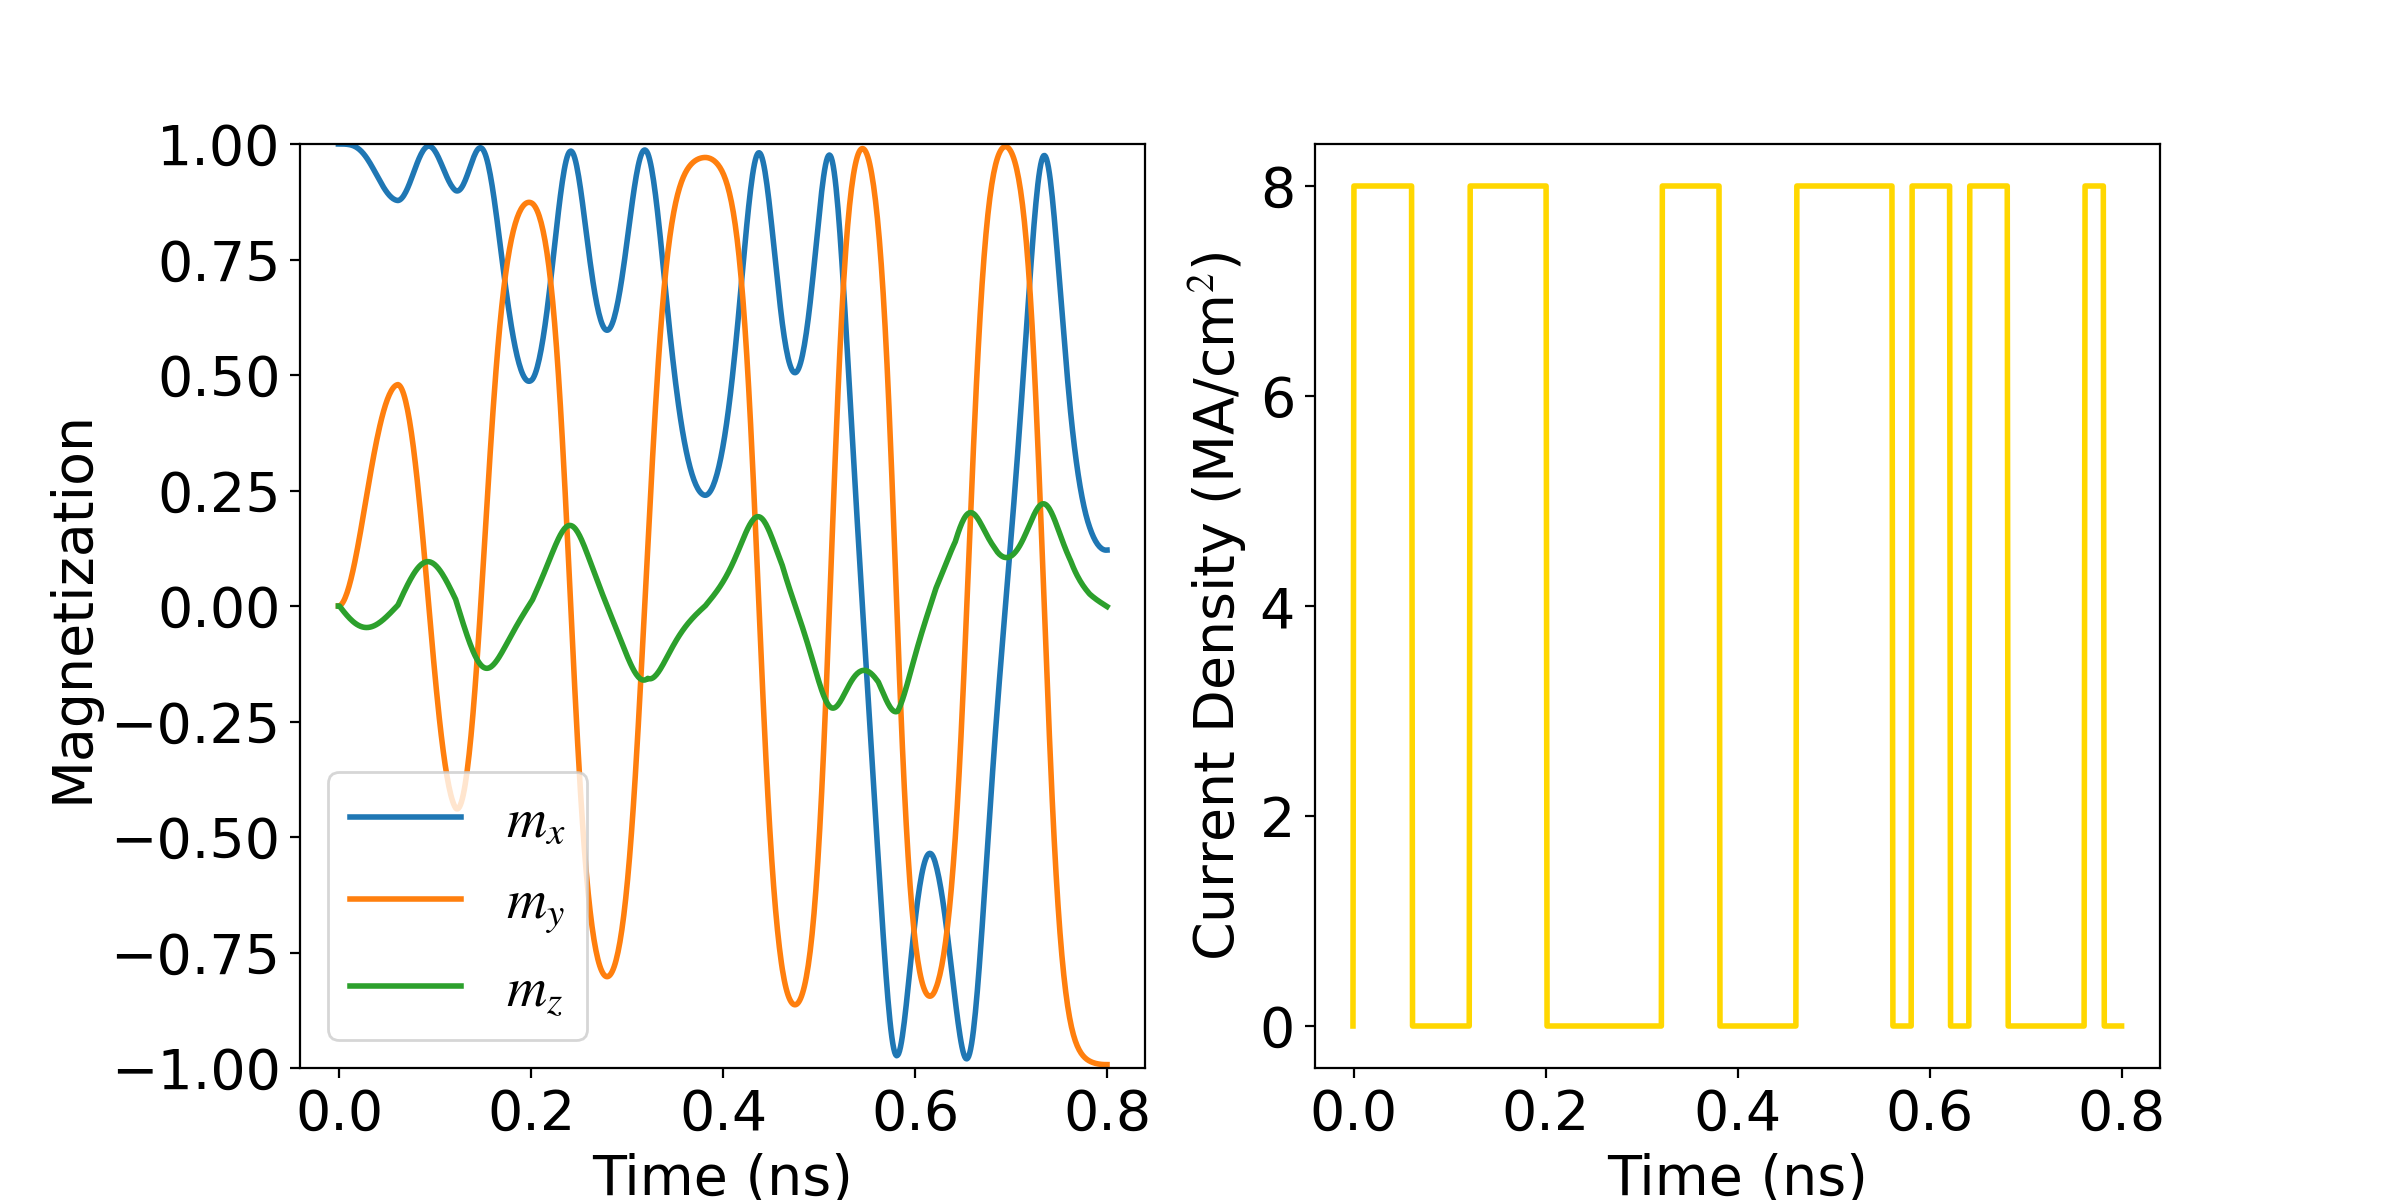 1.00
0.75
0.50
0.25
0.00
−0.25
−0.50
−0.75
−1.00
Magnetization
m_x
m_y
m_z
0.0 0.2 0.4 0.6 0.8
Time (ns)
8
6
4
2
0
Current Density (MA/cm²)
0.0 0.2 0.4 0.6 0.8
Time (ns)